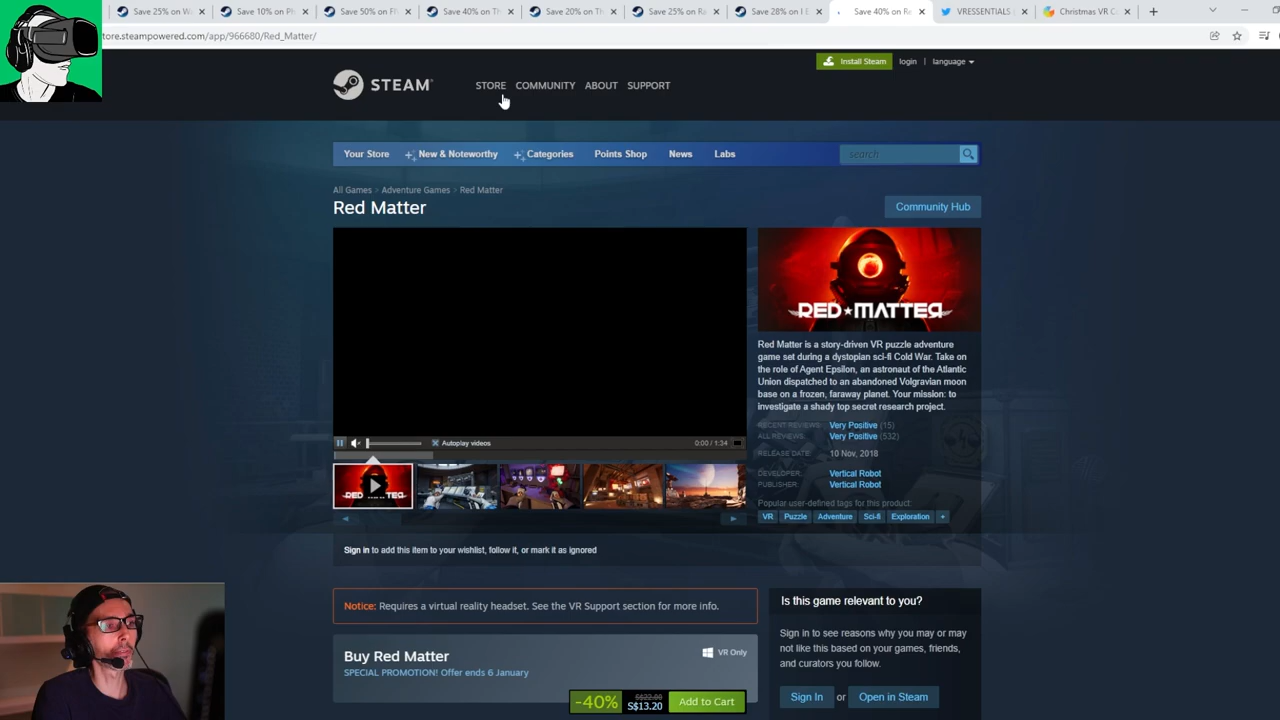 Save 25% on W
Save 10% on P
Save 50% on F
Save 40% on T
Save 20% on T
Save 25% on Ra
Save 28% on I E
Save 40% on Re
VRESSENTIALS
Christmas VR C
tore.steampowered.com/app/966680/Red_Matter/
Install Steam login | language
STEAM
STORE COMMUNITY ABOUT SUPPORT
Your Store New & Noteworthy Categories Points Shop News Labs search
All Games > Adventure Games > Red Matter
Red Matter
Community Hub
RED★MATTER
Red Matter is a story-driven VR puzzle adventure
game set during a dystopian sci-fi Cold War. Take on
the role of Agent Epsilon, an astronaut of the Atlantic
Union dispatched to an abandoned Volgravian moon
base on a frozen, faraway planet. Your mission: to
investigate a shady top secret research project.
RECENT REVIEWS: Very Positive (15)
ALL REVIEWS: Very Positive (532)
RELEASE DATE: 10 Nov, 2018
DEVELOPER: Vertical Robot
PUBLISHER: Vertical Robot
Popular user-defined tags for this product:
VR Puzzle Adventure Sci-fi Exploration +
Autoplay videos 0:00 / 1:34
RED MATTER
Sign in to add this item to your wishlist, follow it, or mark it as ignored
Notice: Requires a virtual reality headset. See the VR Support section for more info.
Buy Red Matter
VR Only
SPECIAL PROMOTION! Offer ends 6 January
-40% S$22.00 S$13.20 Add to Cart
Is this game relevant to you?
Sign in to see reasons why you may or may
not like this based on your games, friends,
and curators you follow.
Sign In or Open in Steam